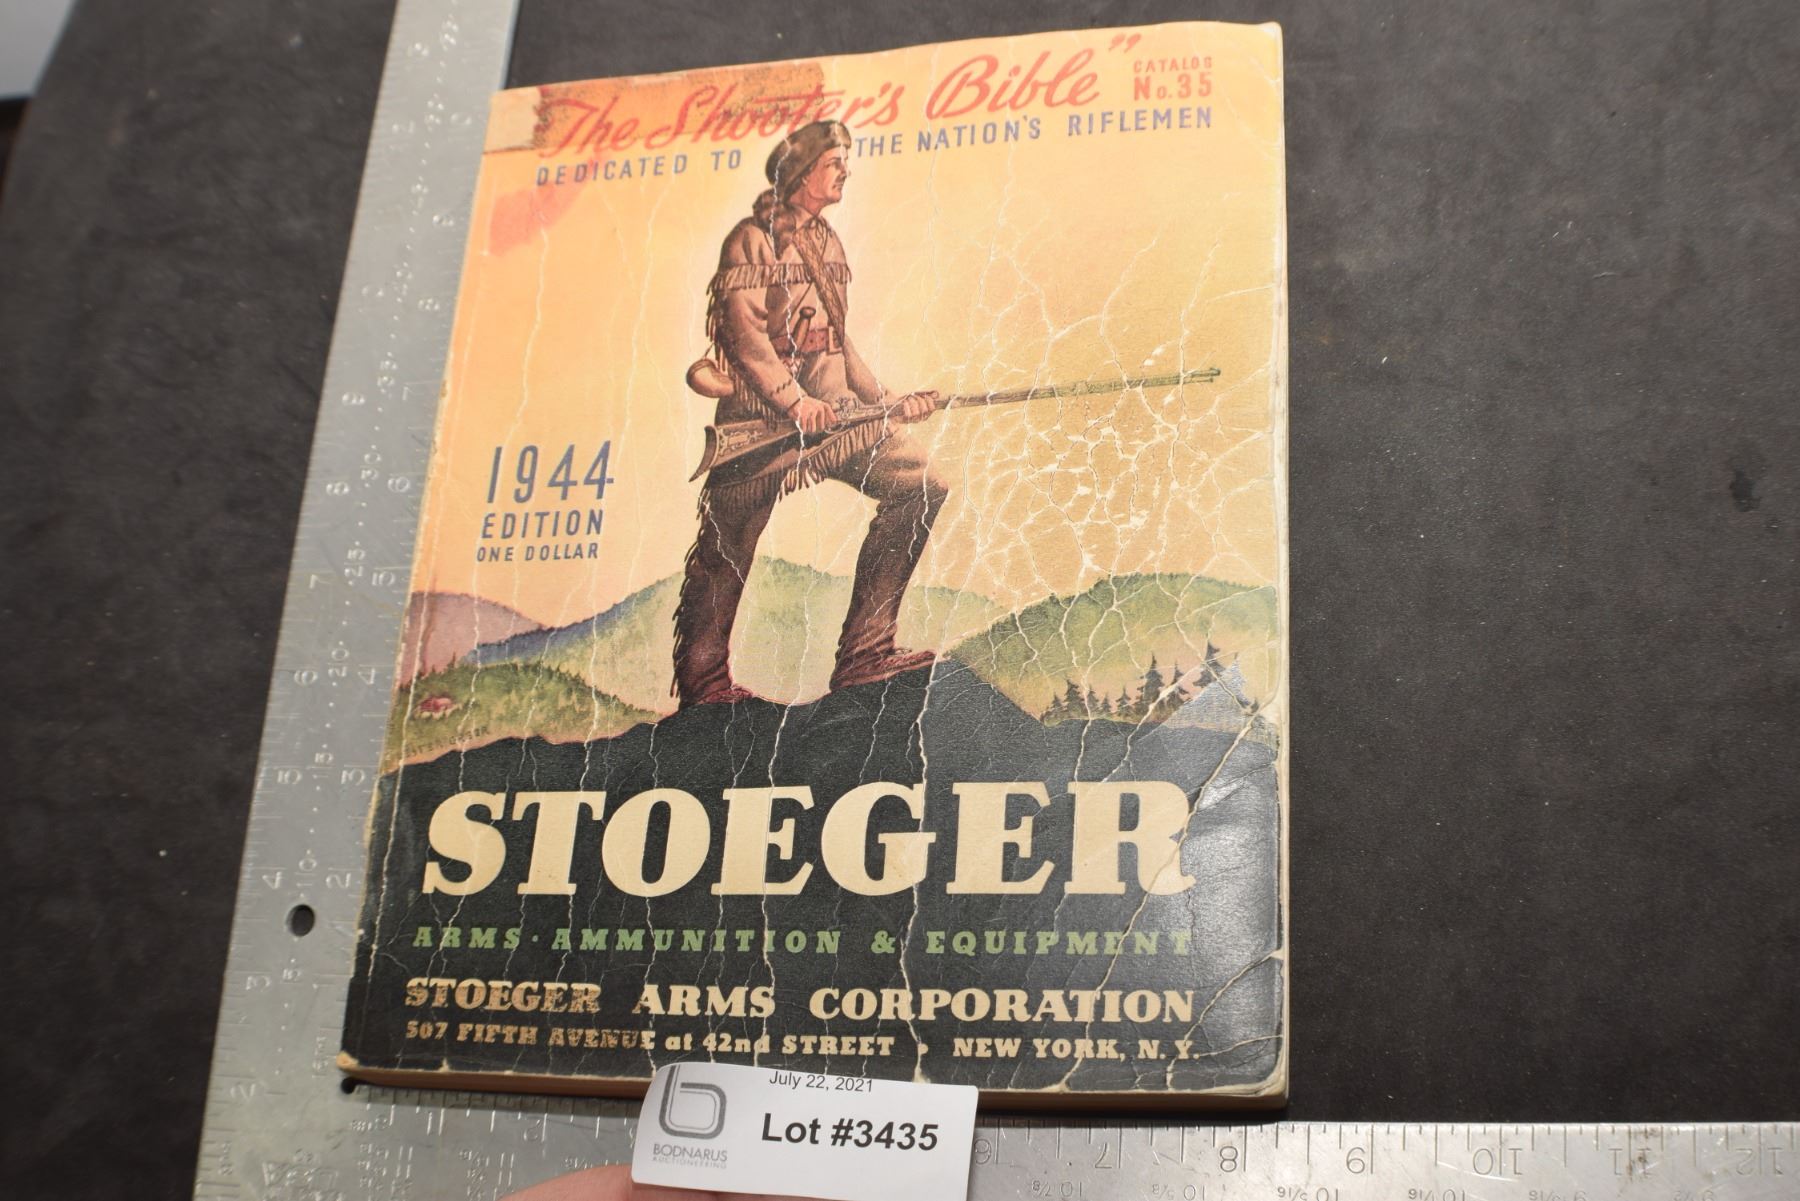 "The Shooter's Bible"
CATALOG
No. 35
DEDICATED TO THE NATION'S RIFLEMEN
1944
EDITION
ONE DOLLAR
STOEGER
ARMS · AMMUNITION & EQUIPMENT
STOEGER ARMS CORPORATION
507 FIFTH AVENUE at 42nd STREET • NEW YORK, N. Y.
July 22, 2021
Lot #3435
BODNARUS
AUCTIONEERING